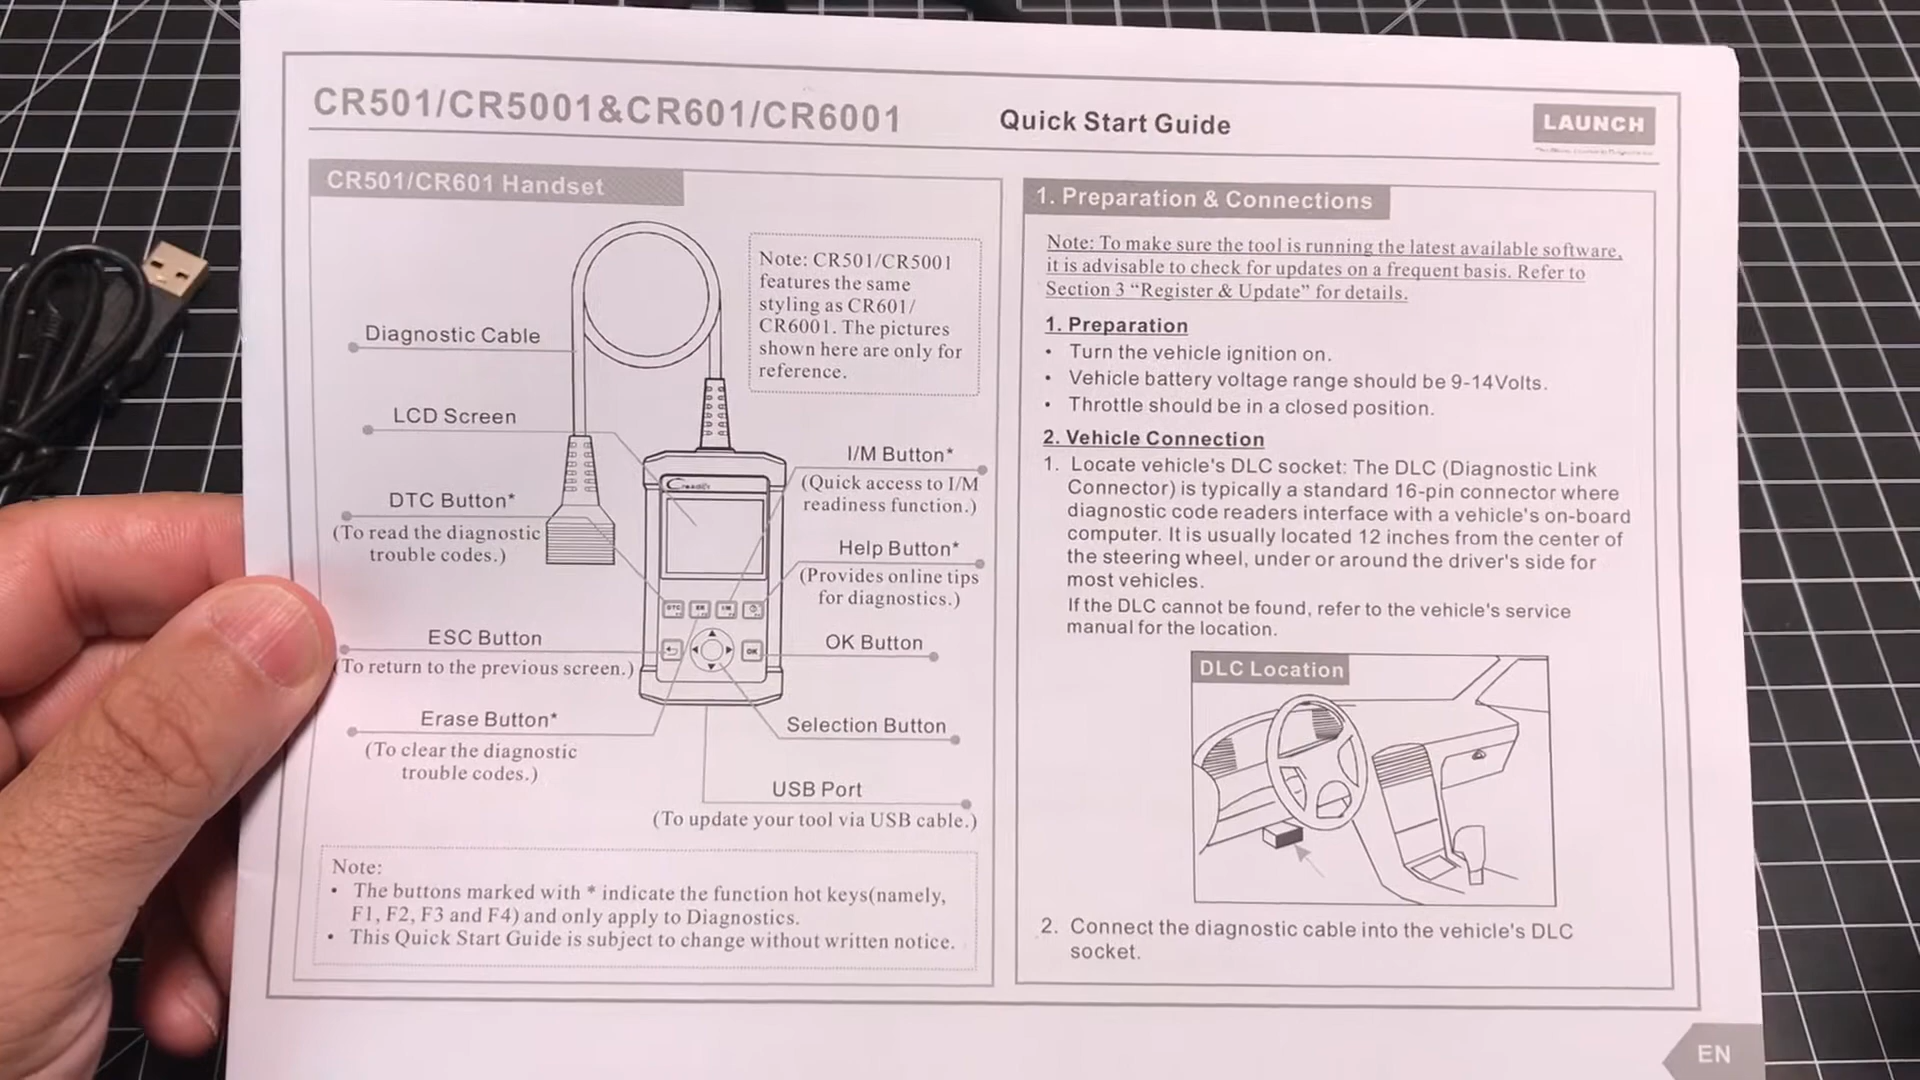 CR501/CR5001&CR601/CR6001
Quick Start Guide
LAUNCH
CR501/CR601 Handset
Note: CR501/CR5001
features the same
styling as CR601/
CR6001. The pictures
shown here are only for
reference.
Diagnostic Cable
LCD Screen
DTC Button*
(To read the diagnostic
trouble codes.)
ESC Button
(To return to the previous screen.)
Erase Button*
(To clear the diagnostic
trouble codes.)
I/M Button*
(Quick access to I/M
readiness function.)
Help Button*
(Provides online tips
for diagnostics.)
OK Button
Selection Button
USB Port
(To update your tool via USB cable.)
DTC
OK
Note:
• The buttons marked with * indicate the function hot keys(namely,
F1, F2, F3 and F4) and only apply to Diagnostics.
• This Quick Start Guide is subject to change without written notice.
1. Preparation & Connections
Note: To make sure the tool is running the latest available software,
it is advisable to check for updates on a frequent basis. Refer to
Section 3 “Register & Update” for details.
1. Preparation
• Turn the vehicle ignition on.
• Vehicle battery voltage range should be 9-14Volts.
• Throttle should be in a closed position.
2. Vehicle Connection
1. Locate vehicle's DLC socket: The DLC (Diagnostic Link
Connector) is typically a standard 16-pin connector where
diagnostic code readers interface with a vehicle's on-board
computer. It is usually located 12 inches from the center of
the steering wheel, under or around the driver's side for
most vehicles.
If the DLC cannot be found, refer to the vehicle's service
manual for the location.
DLC Location
2. Connect the diagnostic cable into the vehicle's DLC
socket.
EN